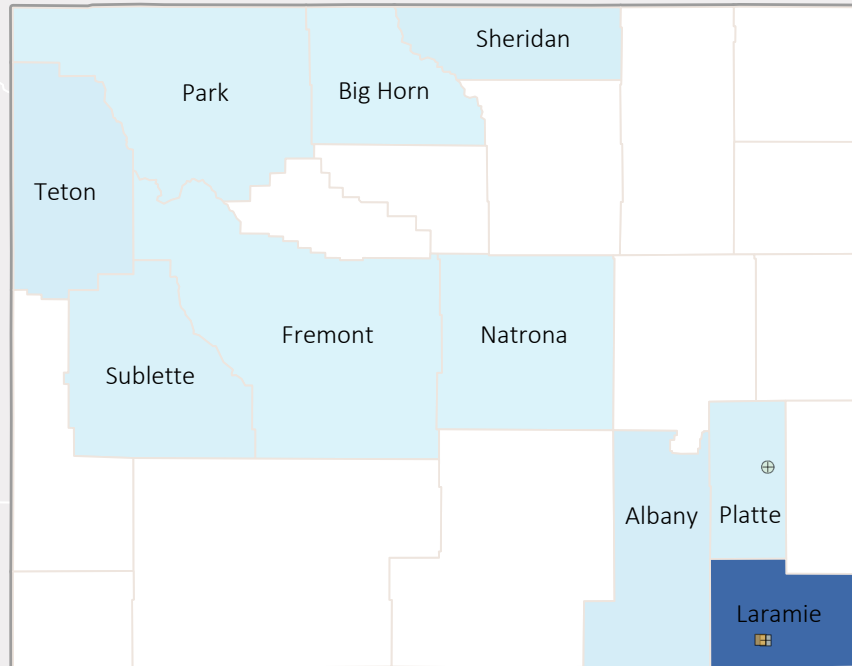 Sheridan
Park
Big Horn
Teton
Fremont
Natrona
Sublette
Albany
Platte
Laramie